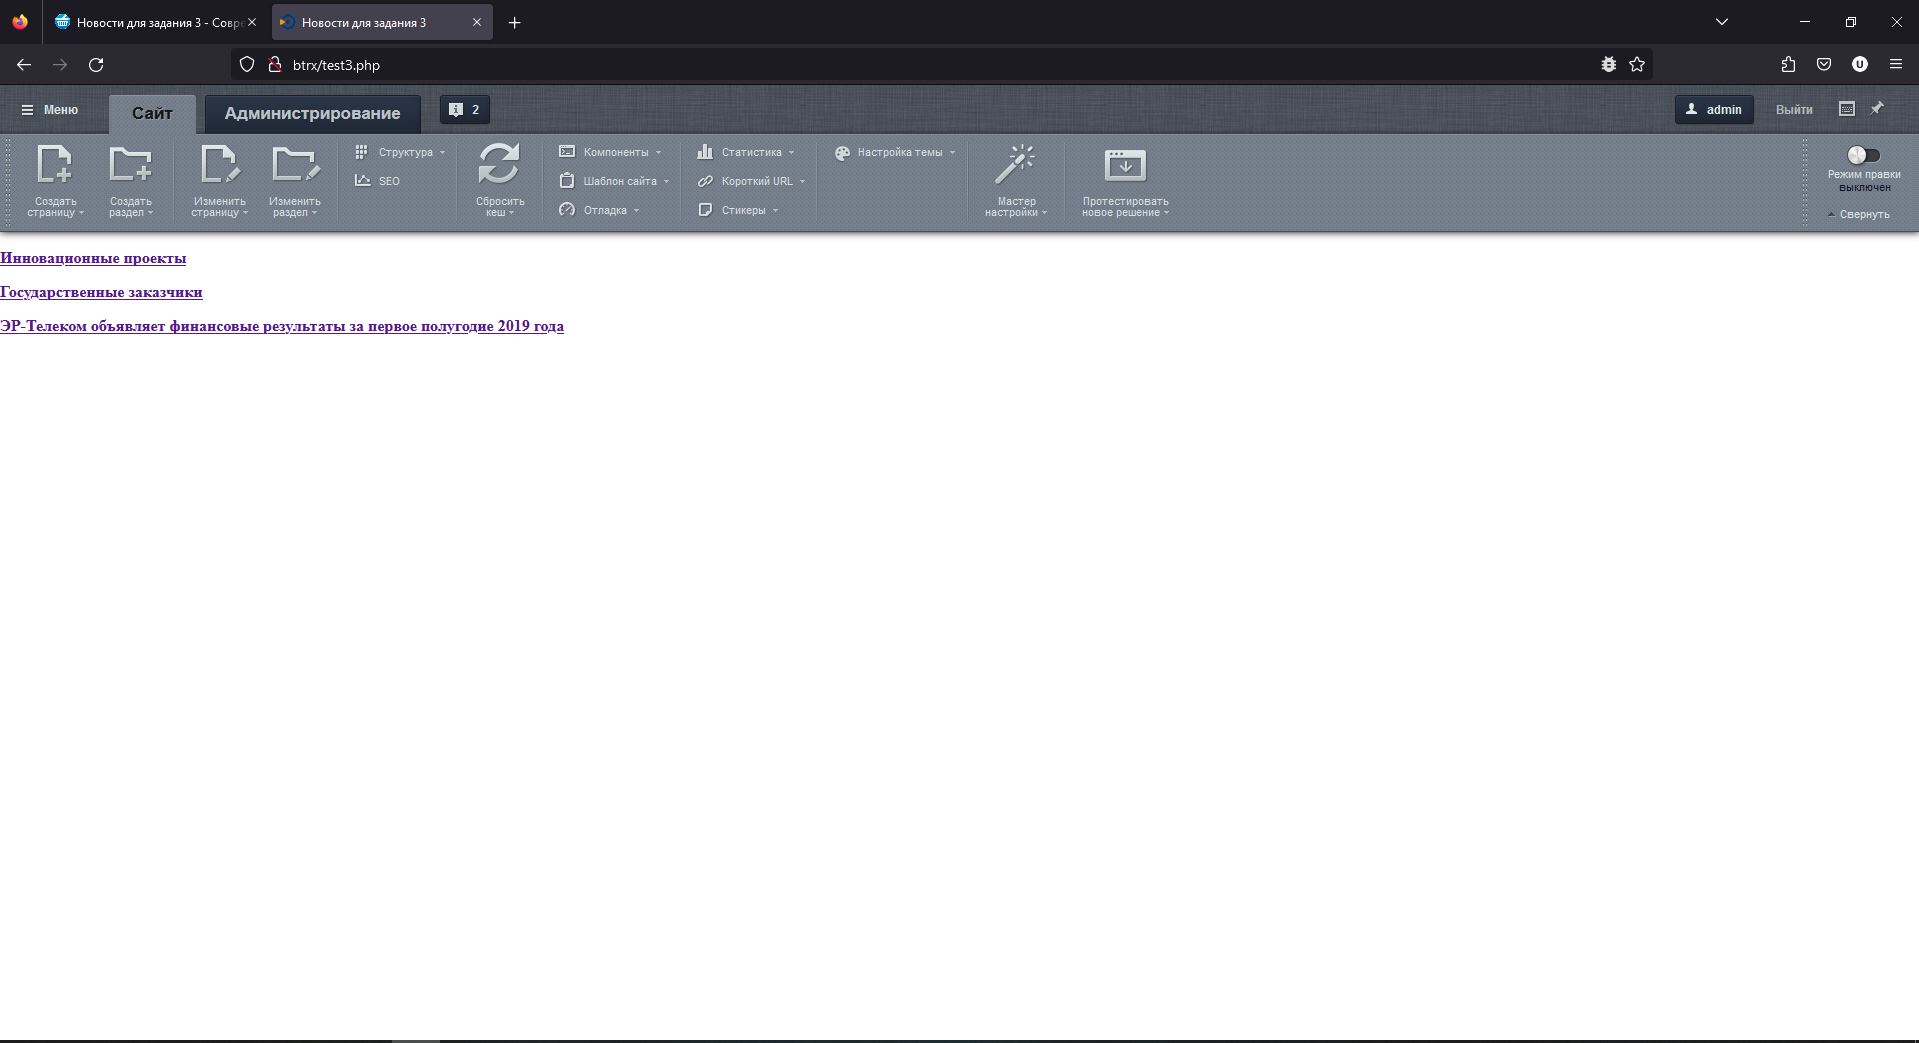 Новости для задания 3 - Совре
Новости для задания 3
btrx/test3.php
U
Меню
Сайт
Администрирование
2
admin
Выйти
Создать
страницу
Создать
раздел
Изменить
страницу
Изменить
раздел
Структура
SEO
Сбросить
кеш
Компоненты
Шаблон сайта
Отладка
Статистика
Короткий URL
Стикеры
Настройка темы
Мастер
настройки
Протестировать
новое решение
Режим правки
выключен
Свернуть
Инновационные проекты
Государственные заказчики
ЭР-Телеком объявляет финансовые результаты за первое полугодие 2019 года